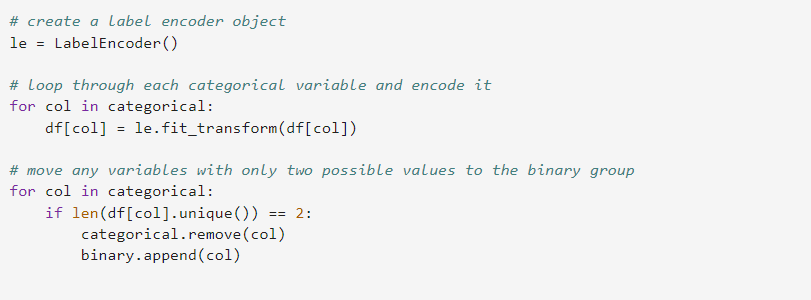 # create a label encoder object
le = LabelEncoder()
# loop through each categorical variable and encode it
for col in categorical:
    df[col] = le.fit_transform(df[col])
# move any variables with only two possible values to the binary group
for col in categorical:
    if len(df[col].unique()) == 2:
        categorical.remove(col)
        binary.append(col)